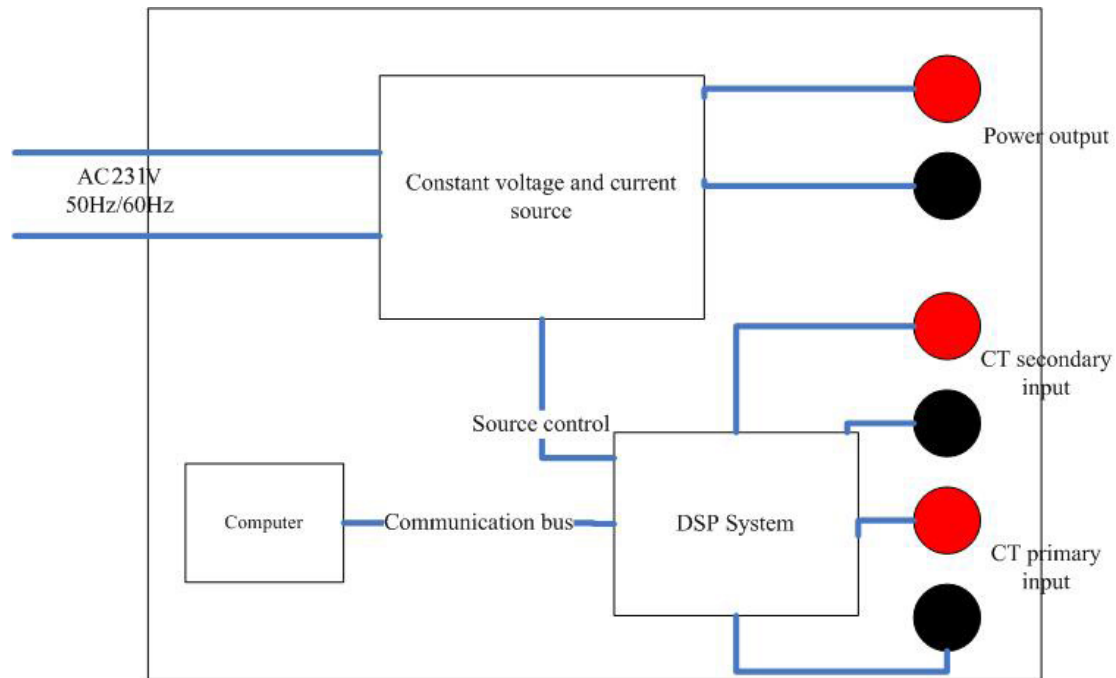 Power output
AC231V
50Hz/60Hz
Constant voltage and current
source
CT secondary
input
Source control
Computer
Communication bus
DSP System
CT primary
input